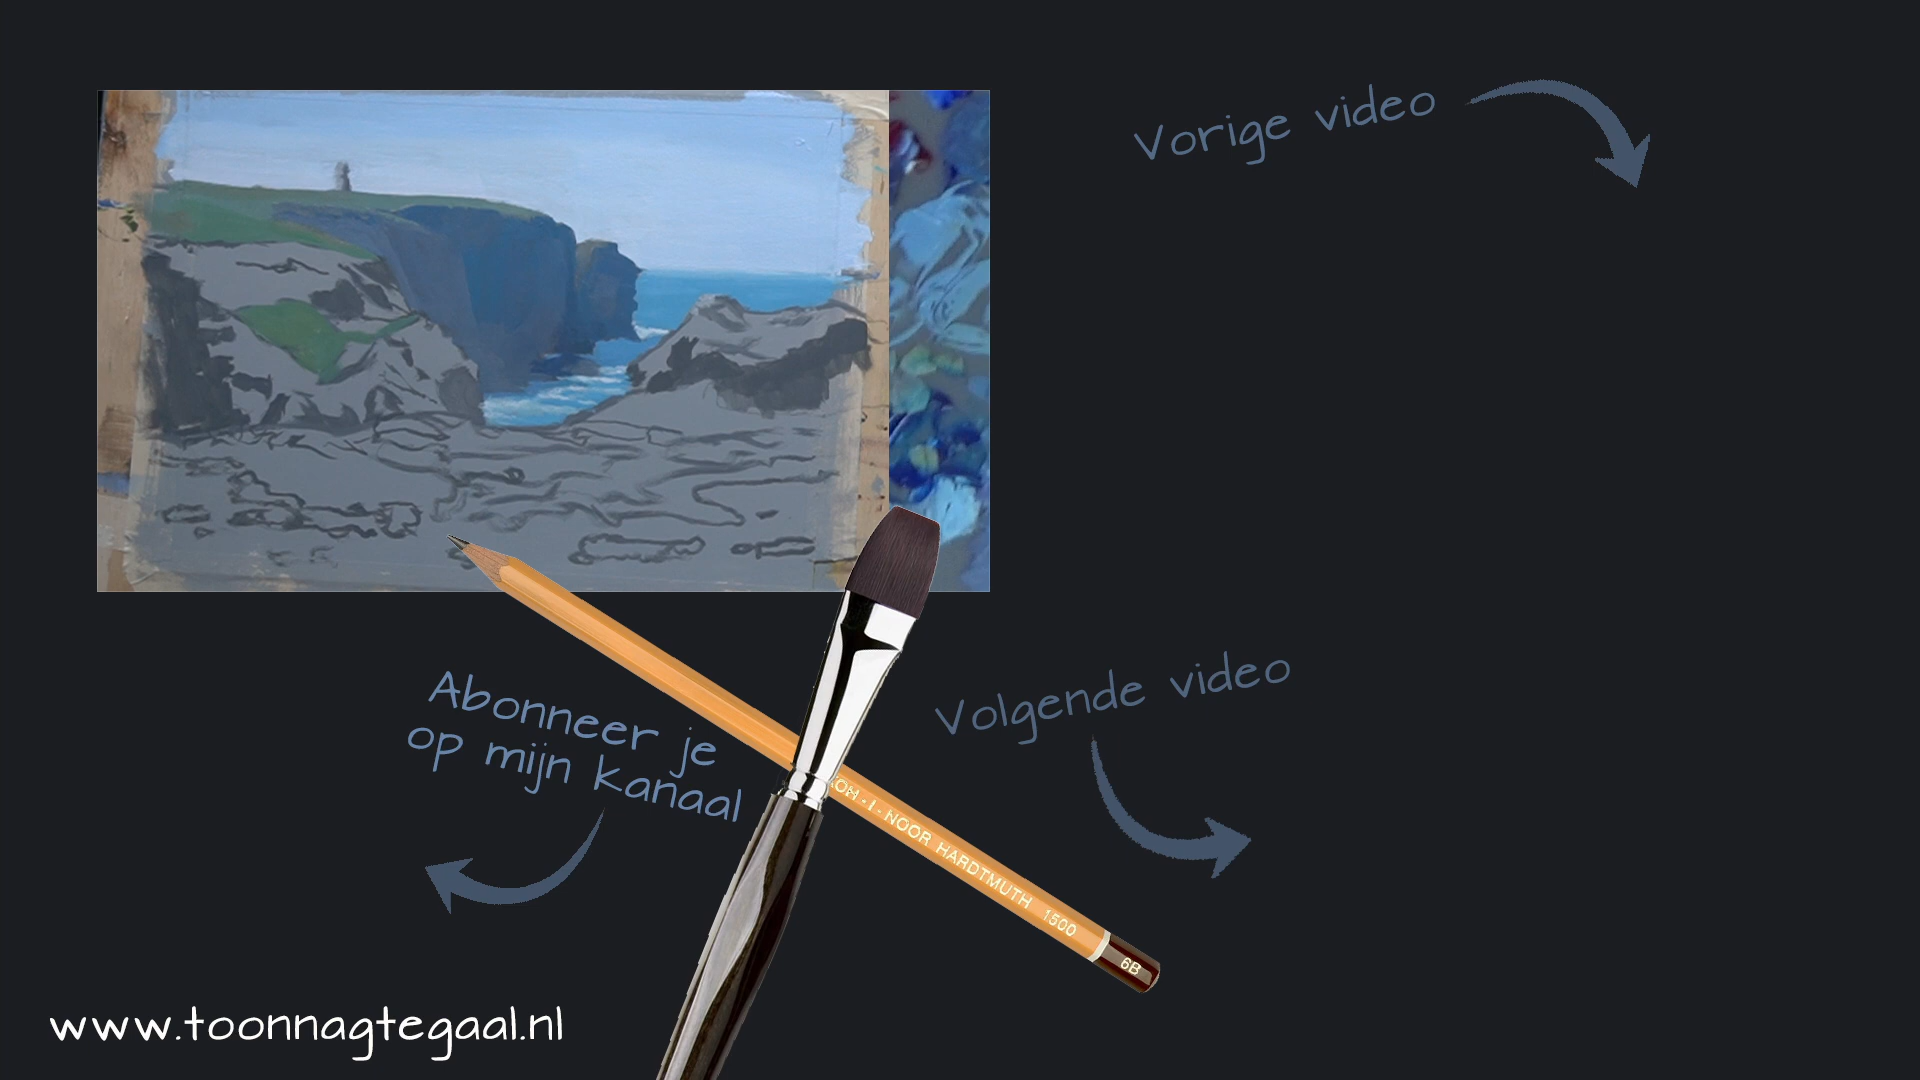 Vorige video
Abonneer je
op mijn kanaal
Volgende video
KOH-I-NOOR HARDTMUTH 1500
6B
www.toonnagtegaal.nl